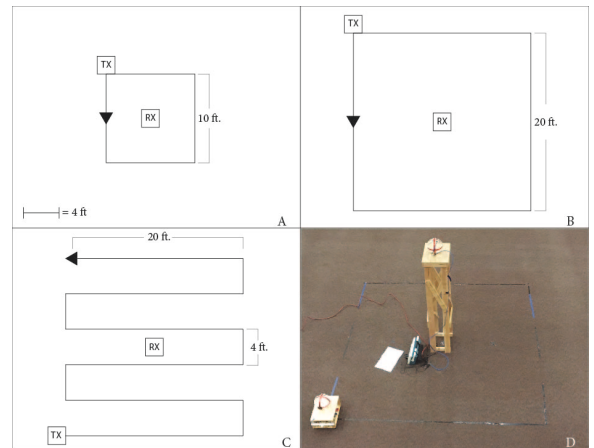 TX
RX
10 ft.
= 4 ft
A
TX
RX
20 ft.
B
20 ft.
RX
4 ft.
TX
C
D